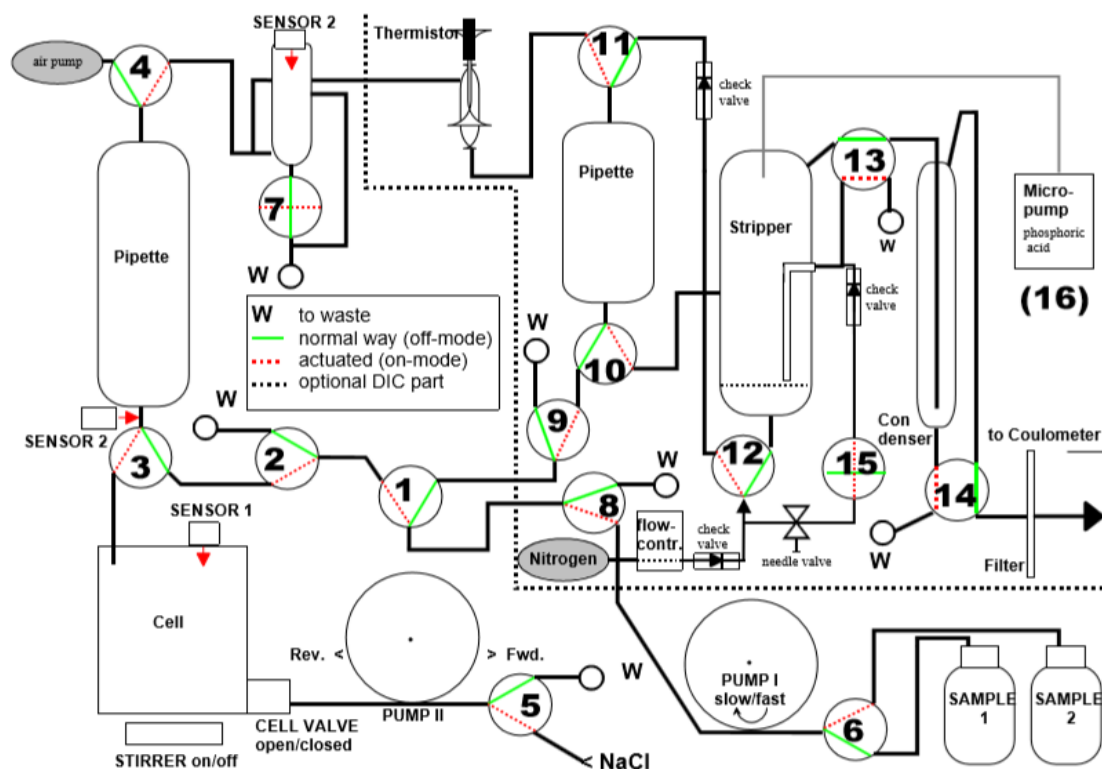 SENSOR 2
Thermistor
air pump
4
11
check
valve
13
Micro-
pump
phosphoric
acid
(16)
7
Pipette
Pipette
Stripper
W
W
check
valve
W to waste
normal way (off-mode)
actuated (on-mode)
optional DIC part
W
10
W
9
SENSOR 2
3
2
1
12
15
Con
denser
to Coulometer
14
8
W
SENSOR 1
flow-
contr.
check
valve
Nitrogen
needle valve
W
Filter
Cell
Rev. <
> Fwd.
W
PUMP II
5
PUMP I
slow/fast
6
SAMPLE
1
SAMPLE
2
CELL VALVE
open/closed
< NaCl
STIRRER on/off